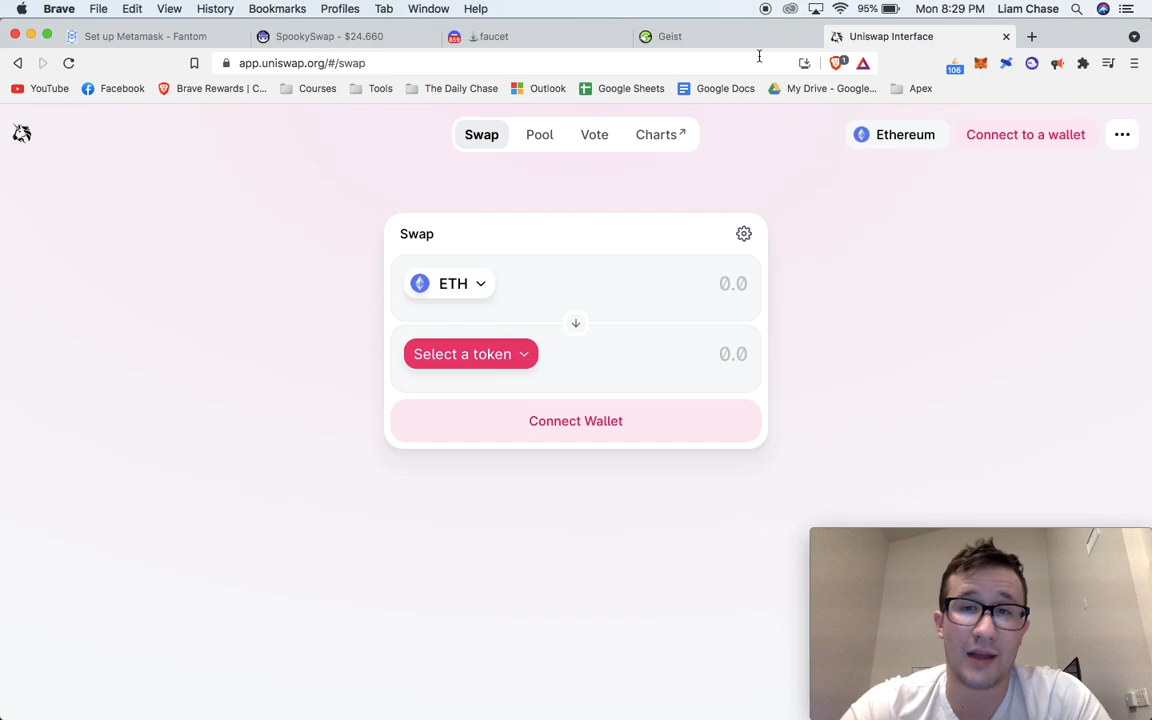 Brave File Edit View History Bookmarks Profiles Tab Window Help 95% Mon 8:29 PM Liam Chase
Set up Metamask - Fantom
SpookySwap - $24.660
859 faucet
Geist
Uniswap Interface
app.uniswap.org/#/swap
1
106
YouTube Facebook Brave Rewards | C... Courses Tools The Daily Chase Outlook Google Sheets Google Docs My Drive - Google... Apex
Swap Pool Vote Charts↗ Ethereum Connect to a wallet
Swap
ETH 0.0
Select a token 0.0
Connect Wallet